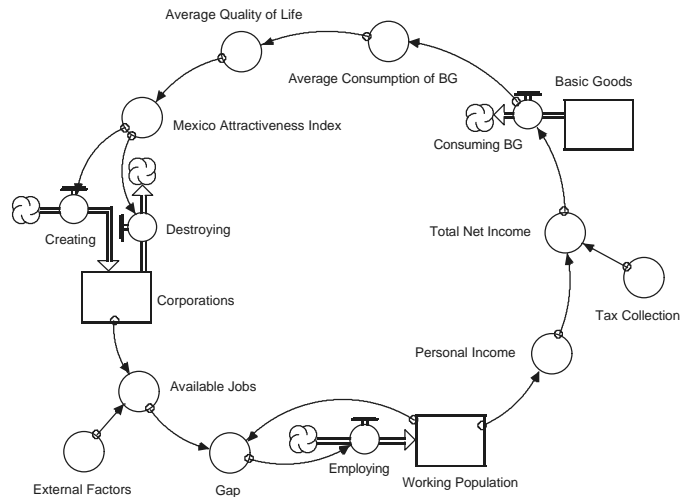 Average Quality of Life
Average Consumption of BG
Basic Goods
Mexico Attractiveness Index
Consuming BG
Creating
Destroying
Total Net Income
Corporations
Tax Collection
Personal Income
Available Jobs
External Factors
Gap
Employing
Working Population